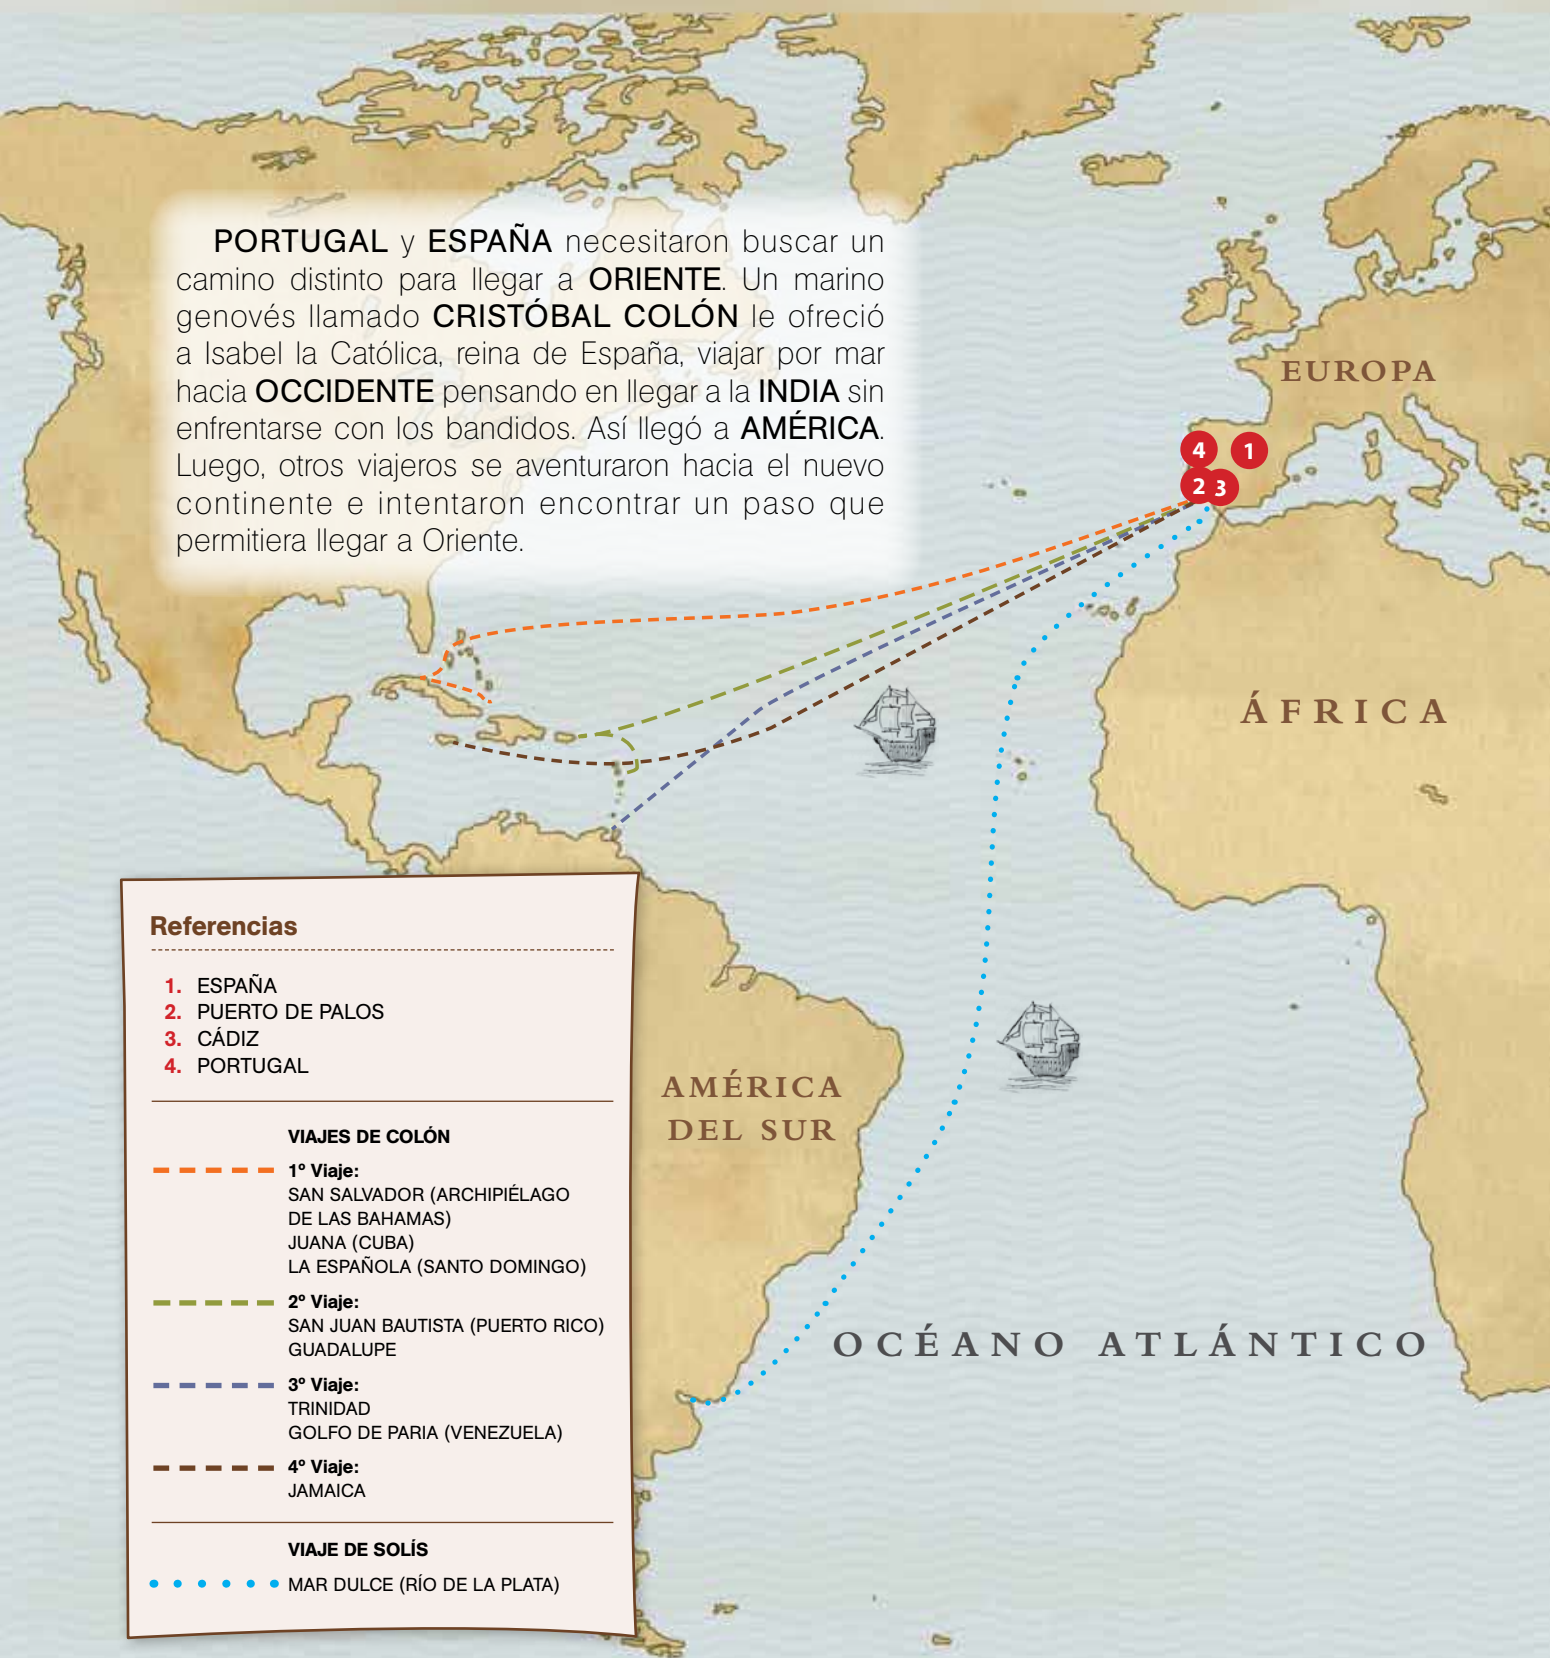 PORTUGAL y ESPAÑA necesitaron buscar un
camino distinto para llegar a ORIENTE. Un marino
genovés llamado CRISTÓBAL COLÓN le ofreció
a Isabel la Católica, reina de España, viajar por mar
hacia OCCIDENTE pensando en llegar a la INDIA sin
enfrentarse con los bandidos. Así llegó a AMÉRICA.
Luego, otros viajeros se aventuraron hacia el nuevo
continente e intentaron encontrar un paso que
permitiera llegar a Oriente.
EUROPA
4 1
2 3
ÁFRICA
AMÉRICA
DEL SUR
OCÉANO ATLÁNTICO
Referencias
1. ESPAÑA
2. PUERTO DE PALOS
3. CÁDIZ
4. PORTUGAL
VIAJES DE COLÓN
1º Viaje:
SAN SALVADOR (ARCHIPIÉLAGO
DE LAS BAHAMAS)
JUANA (CUBA)
LA ESPAÑOLA (SANTO DOMINGO)
2º Viaje:
SAN JUAN BAUTISTA (PUERTO RICO)
GUADALUPE
3º Viaje:
TRINIDAD
GOLFO DE PARIA (VENEZUELA)
4º Viaje:
JAMAICA
VIAJE DE SOLÍS
MAR DULCE (RÍO DE LA PLATA)